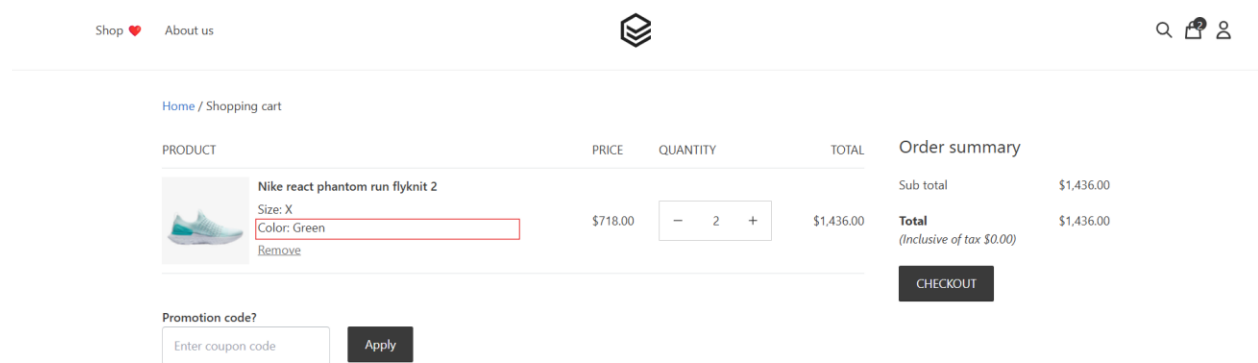 Shop ❤️ About us
2
Home / Shopping cart
PRODUCT PRICE QUANTITY TOTAL
Nike react phantom run flyknit 2
Size: X
Color: Green
Remove
$718.00 − 2 + $1,436.00
Promotion code?
Enter coupon code Apply
Order summary
Sub total $1,436.00
Total $1,436.00
(Inclusive of tax $0.00)
CHECKOUT